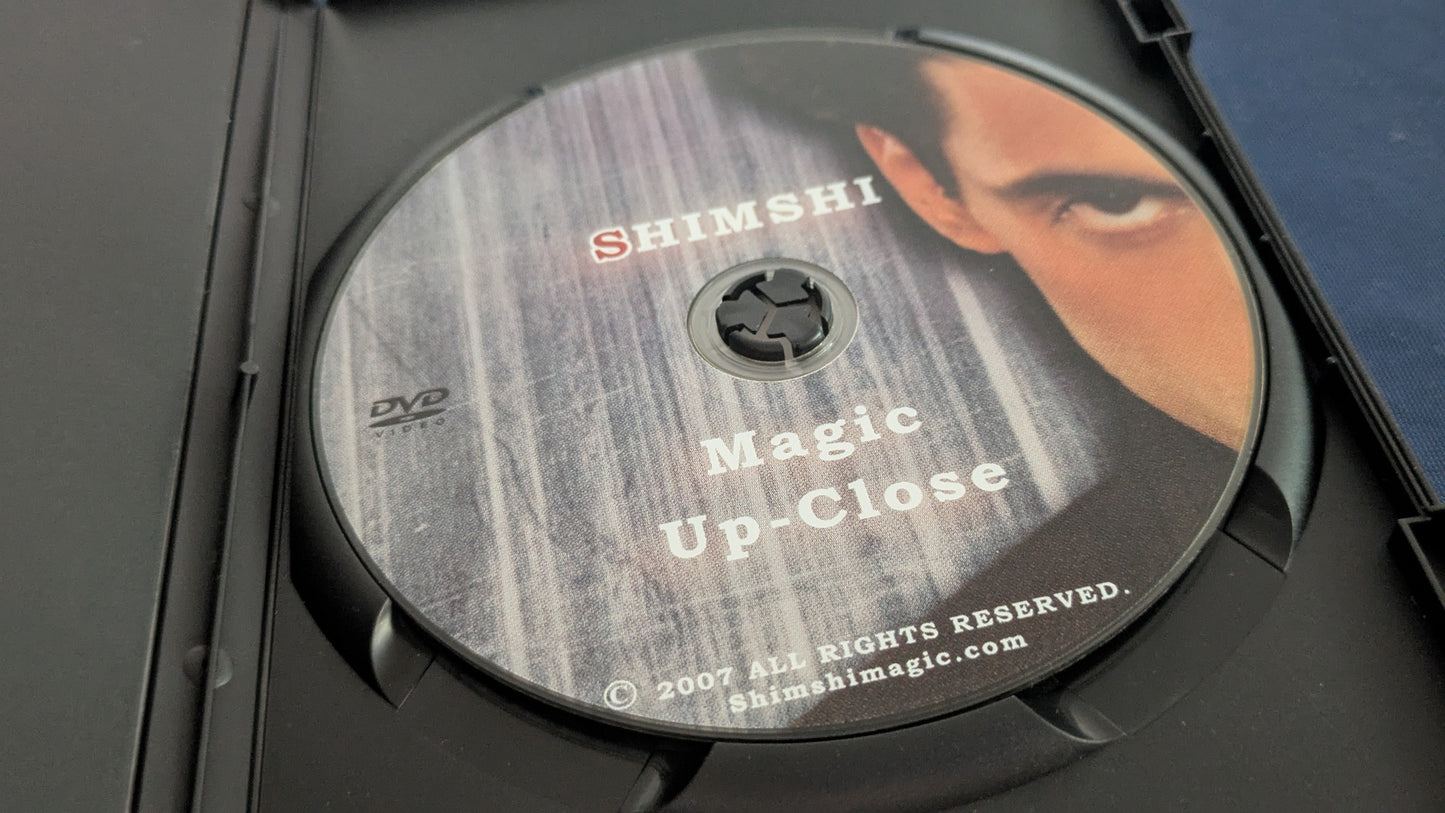 SHIMSHI
DVD
VIDEO
Magic
Up-Close
© 2007 ALL RIGHTS RESERVED.
Shimshimagic.com